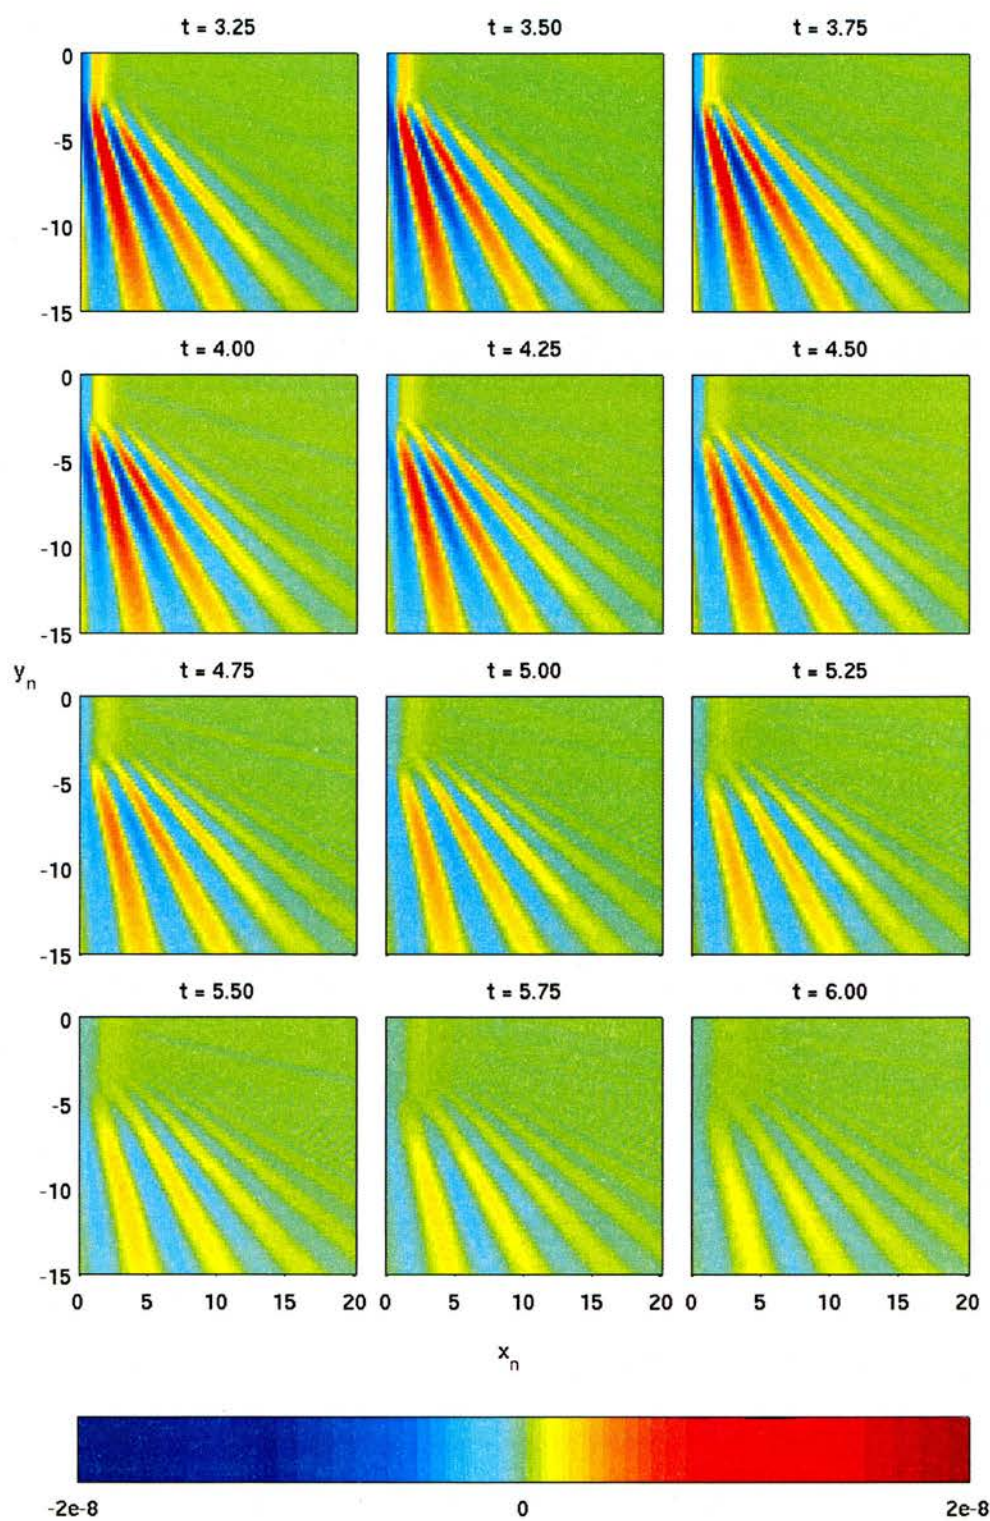 t = 3.25 t = 3.50 t = 3.75
0
-5
-10
-15
t = 4.00 t = 4.25 t = 4.50
0
-5
-10
-15
y_n
t = 4.75 t = 5.00 t = 5.25
0
-5
-10
-15
t = 5.50 t = 5.75 t = 6.00
0
-5
-10
-15
0 5 10 15 20 0 5 10 15 20 0 5 10 15 20
x_n
-2e-8 0 2e-8